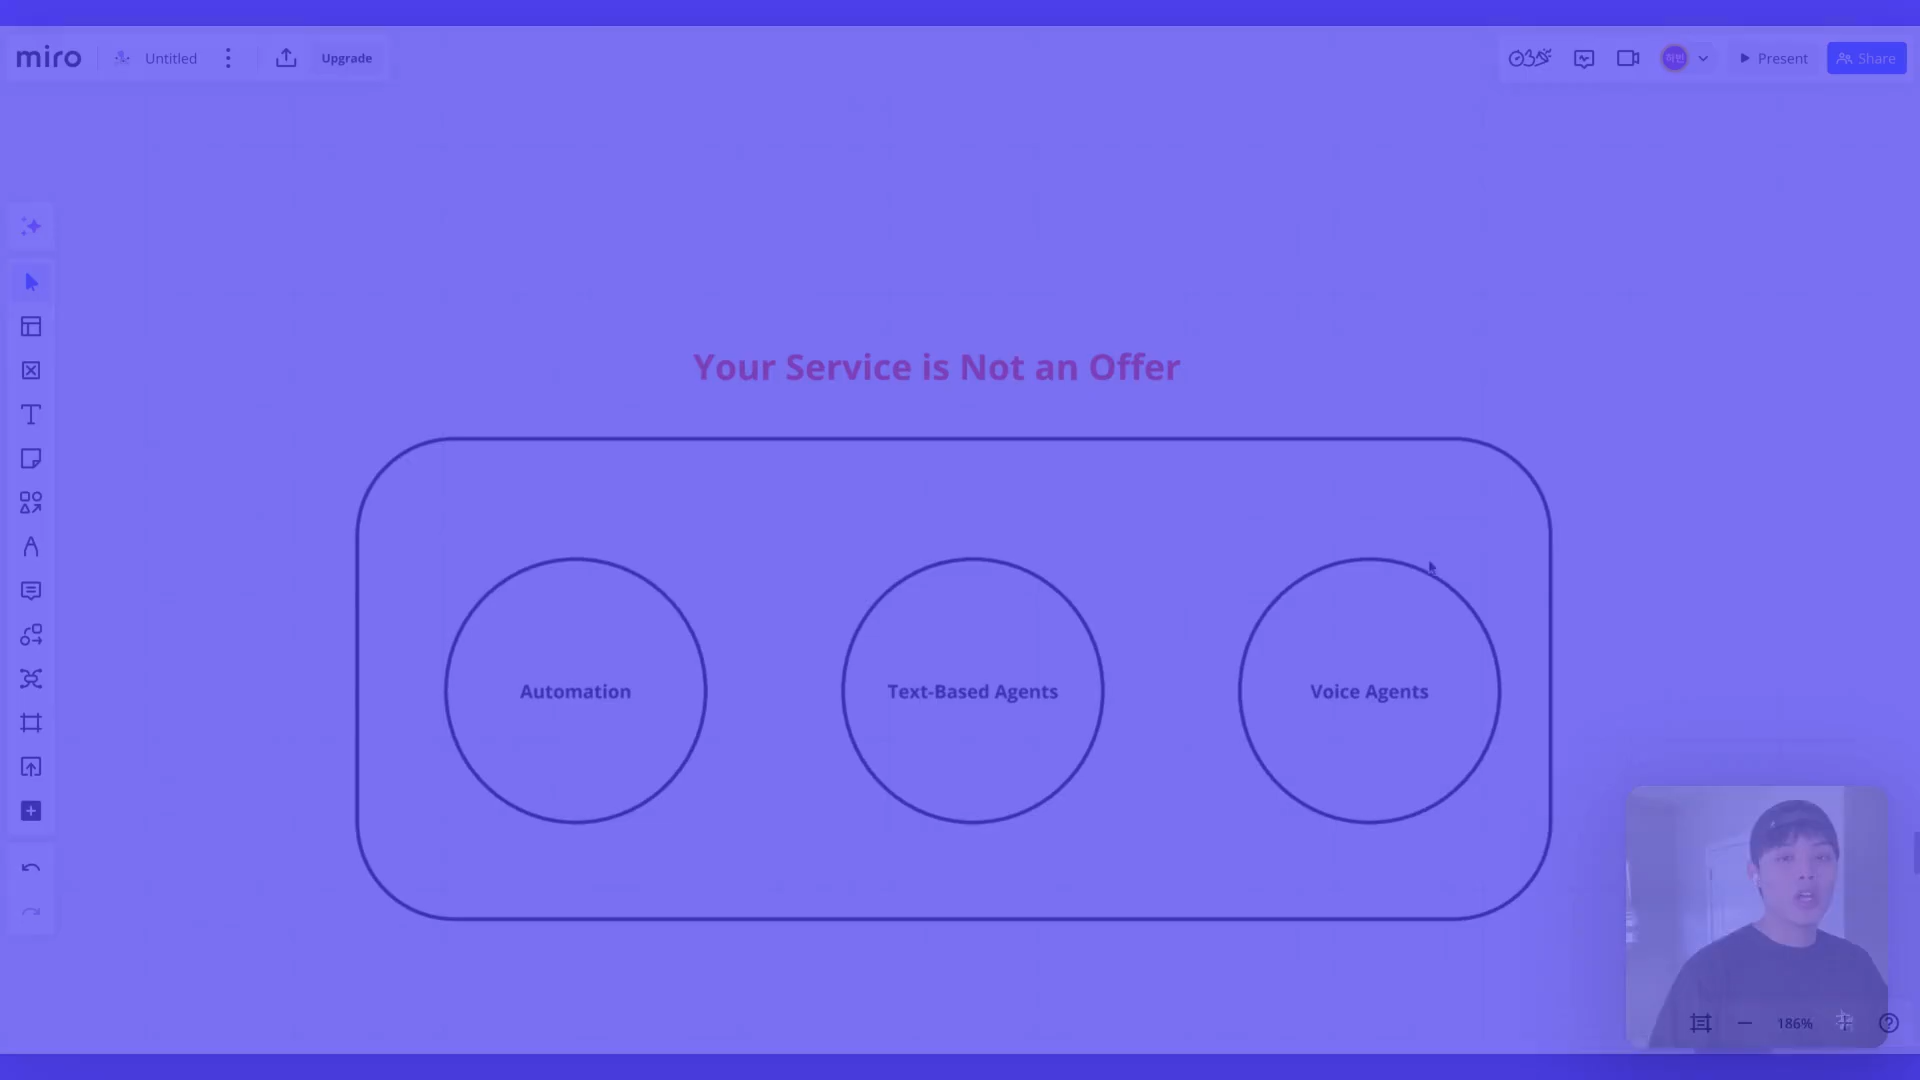 miro
Untitled
Upgrade
Present
Share
Your Service is Not an Offer
Automation
Text-Based Agents
Voice Agents
186%